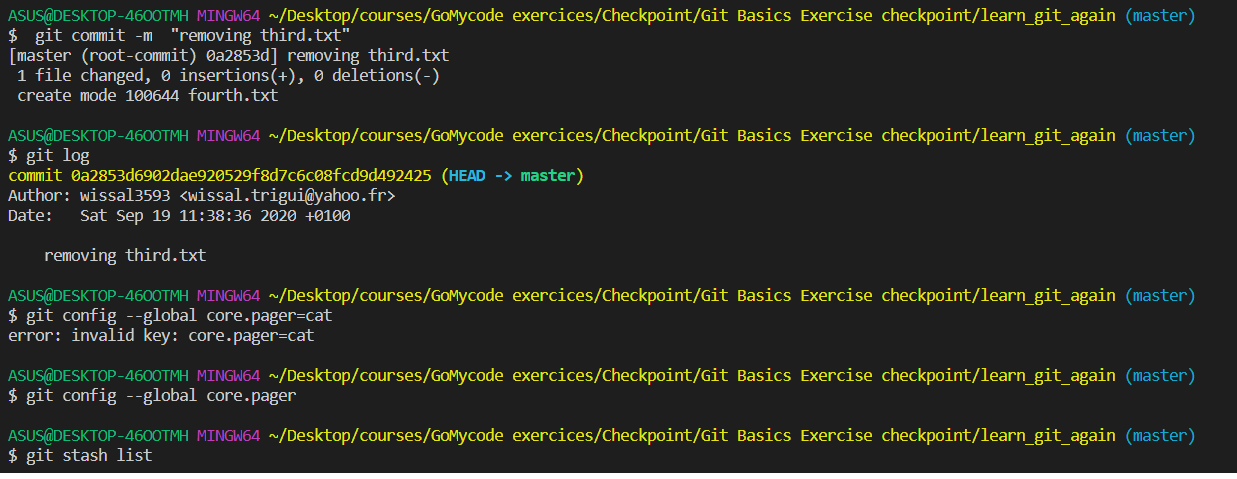 ASUS@DESKTOP-46OOTMH MINGW64 ~/Desktop/courses/GoMycode exercices/Checkpoint/Git Basics Exercise checkpoint/learn_git_again (master)
$  git commit -m  "removing third.txt"
[master (root-commit) 0a2853d] removing third.txt
 1 file changed, 0 insertions(+), 0 deletions(-)
 create mode 100644 fourth.txt
ASUS@DESKTOP-46OOTMH MINGW64 ~/Desktop/courses/GoMycode exercices/Checkpoint/Git Basics Exercise checkpoint/learn_git_again (master)
$ git log
commit 0a2853d6902dae920529f8d7c6c08fcd9d492425 (HEAD -> master)
Author: wissal3593 <wissal.trigui@yahoo.fr>
Date:   Sat Sep 19 11:38:36 2020 +0100
    removing third.txt
ASUS@DESKTOP-46OOTMH MINGW64 ~/Desktop/courses/GoMycode exercices/Checkpoint/Git Basics Exercise checkpoint/learn_git_again (master)
$ git config --global core.pager=cat
error: invalid key: core.pager=cat
ASUS@DESKTOP-46OOTMH MINGW64 ~/Desktop/courses/GoMycode exercices/Checkpoint/Git Basics Exercise checkpoint/learn_git_again (master)
$ git config --global core.pager
ASUS@DESKTOP-46OOTMH MINGW64 ~/Desktop/courses/GoMycode exercices/Checkpoint/Git Basics Exercise checkpoint/learn_git_again (master)
$ git stash list